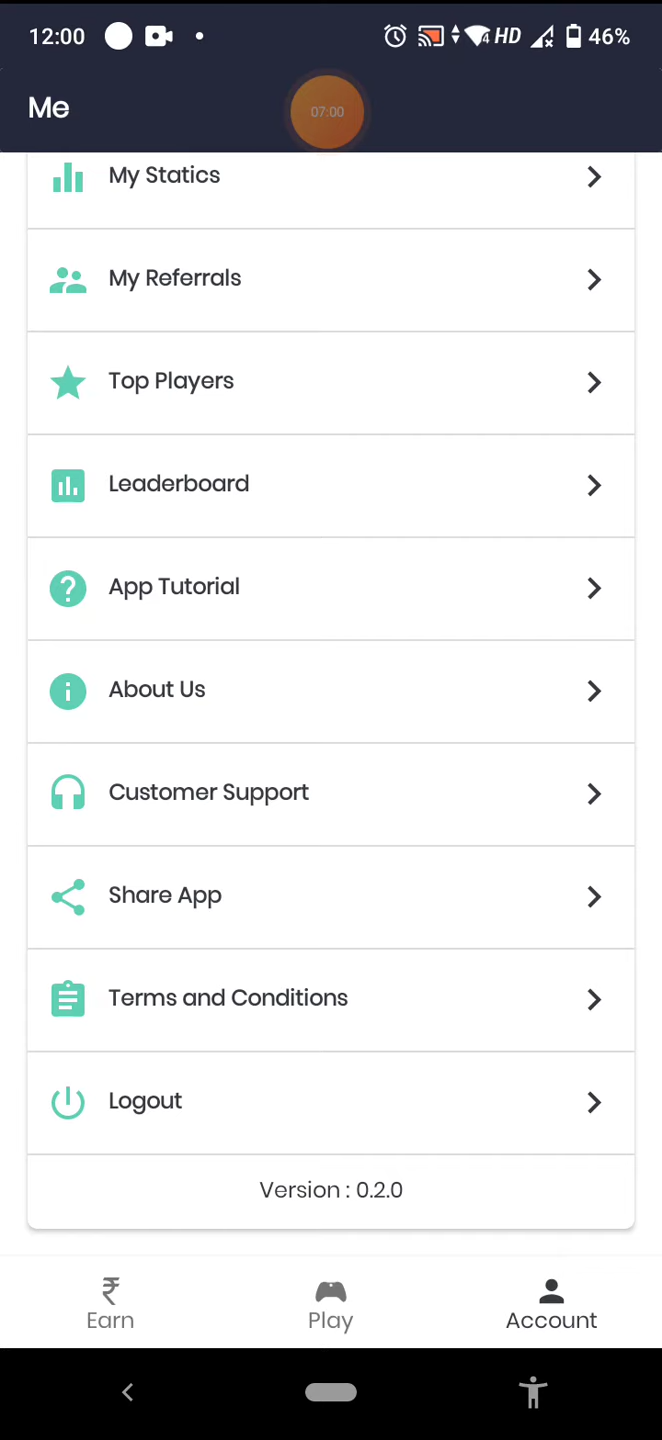 12:00
HD
46%
Me
07:00
My Statics
My Referrals
Top Players
Leaderboard
App Tutorial
About Us
Customer Support
Share App
Terms and Conditions
Logout
Version : 0.2.0
₹
Earn
Play
Account